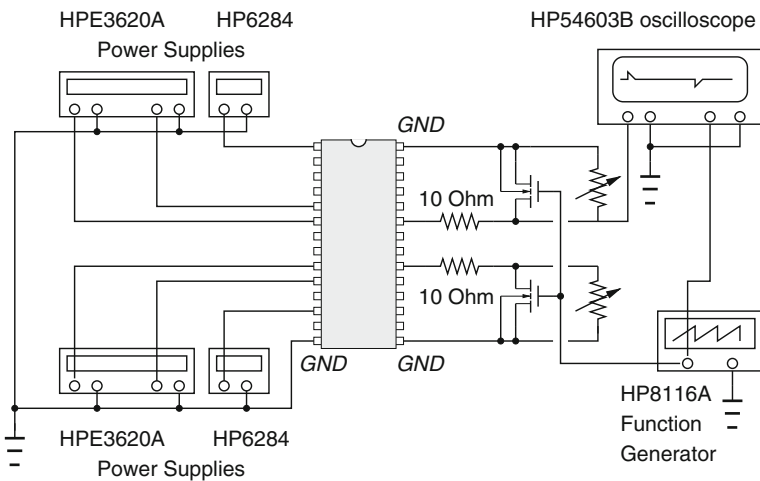 HPE3620A HP6284
Power Supplies
HP54603B oscilloscope
GND
10 Ohm
10 Ohm
GND GND
HPE3620A HP6284
Power Supplies
HP8116A
Function
Generator